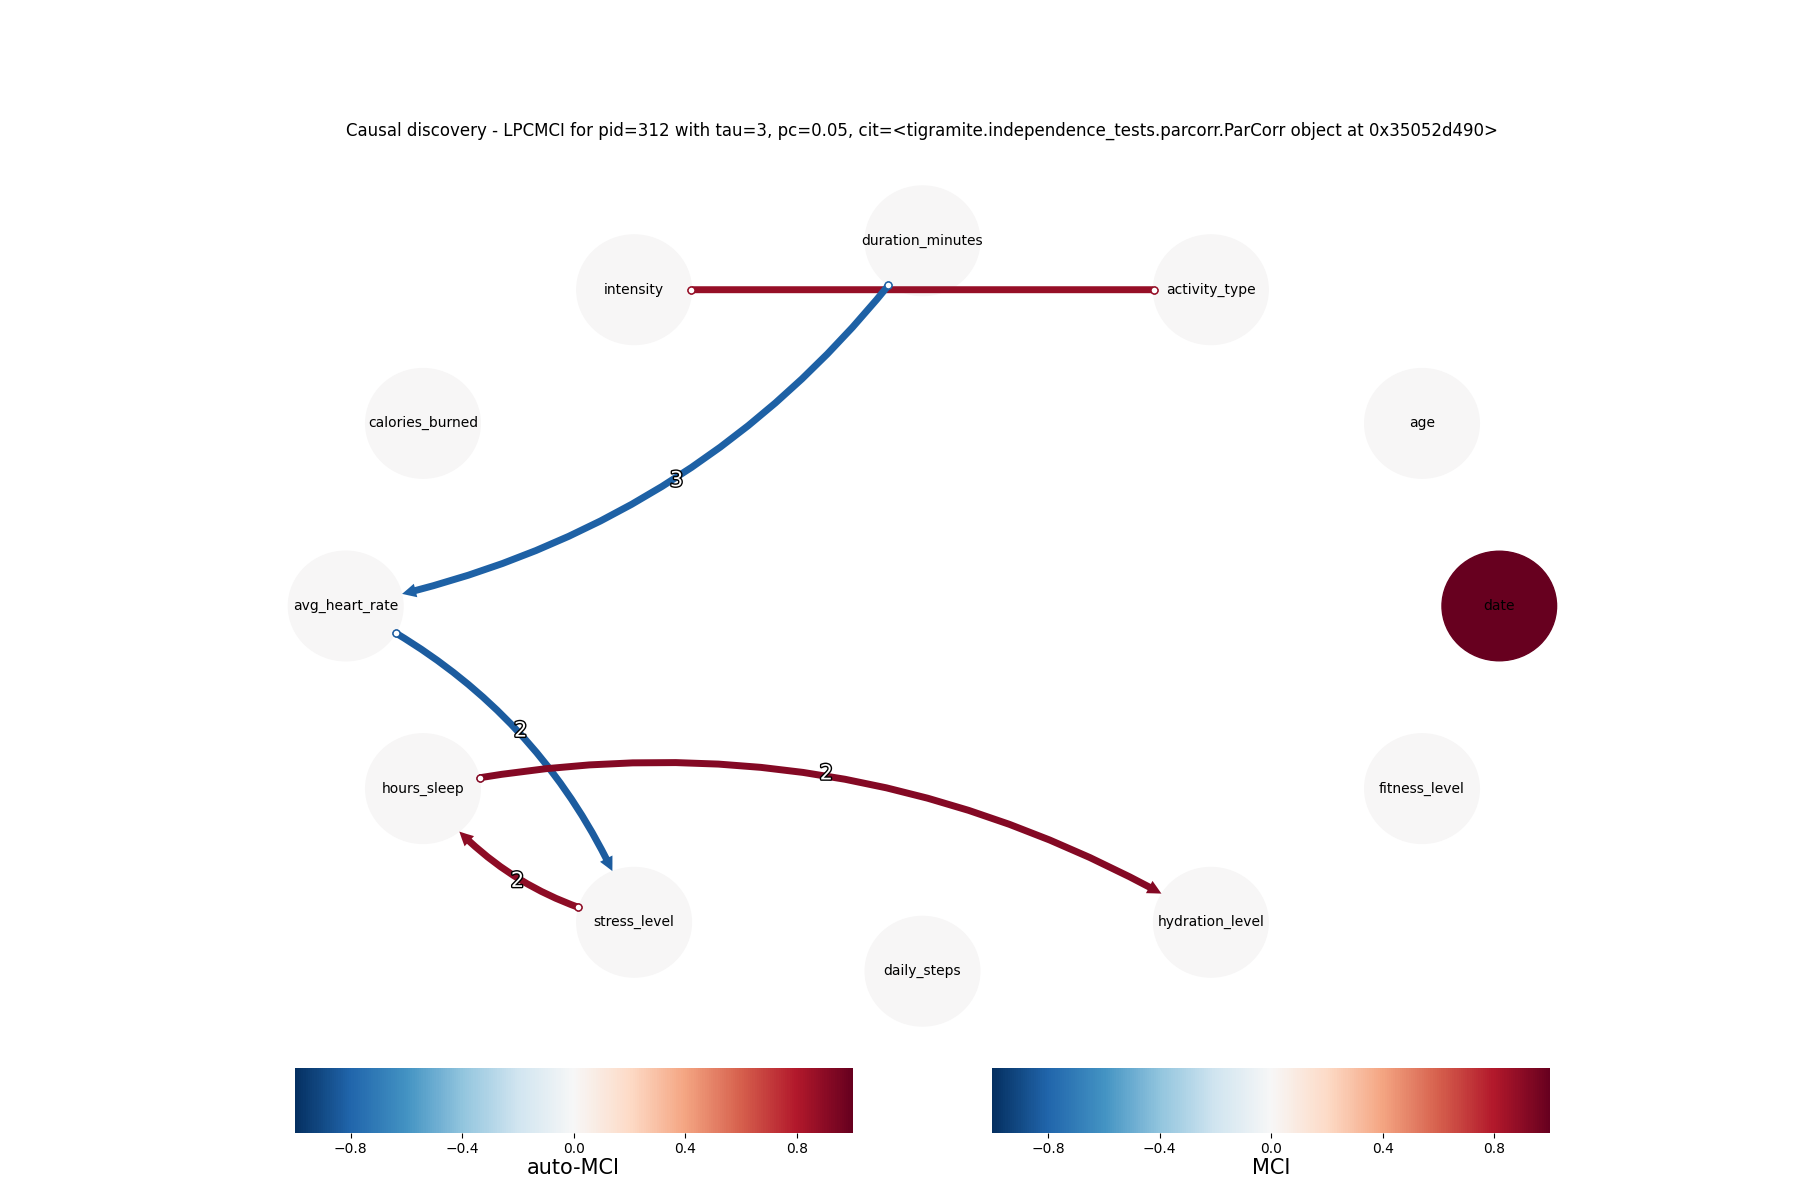 Causal discovery - LPCMCI for pid=312 with tau=3, pc=0.05, cit=<tigramite.independence_tests.parcorr.ParCorr object at 0x35052d490>
duration_minutes
intensity
activity_type
calories_burned
age
3
avg_heart_rate
date
2
2
hours_sleep
fitness_level
2
stress_level
hydration_level
daily_steps
−0.8 −0.4 0.0 0.4 0.8
auto-MCI
−0.8 −0.4 0.0 0.4 0.8
MCI